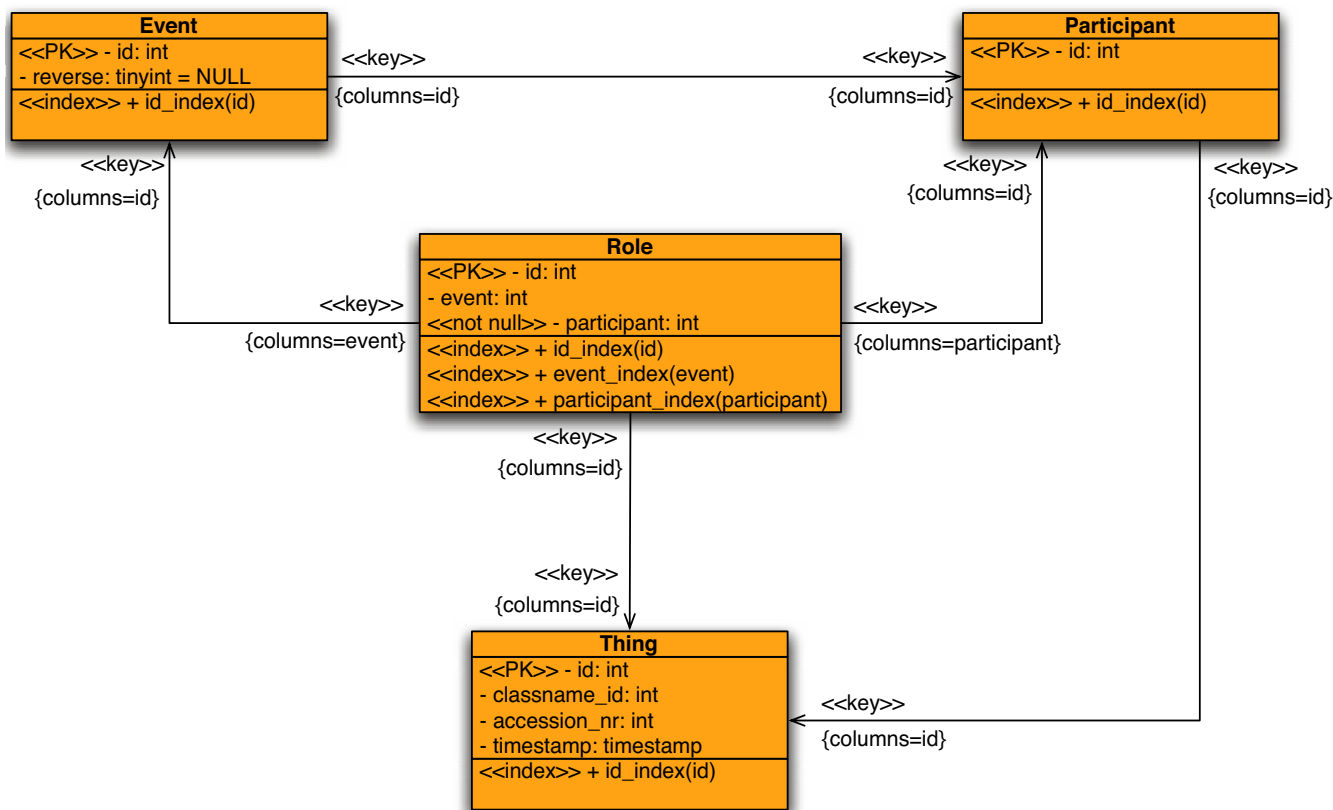 Event
<<PK>> - id: int
- reverse: tinyint = NULL
<<index>> + id_index(id)
<<key>>
{columns=id}
<<key>>
{columns=id}
Participant
<<PK>> - id: int
<<index>> + id_index(id)
<<key>>
{columns=id}
<<key>>
{columns=id}
<<key>>
{columns=id}
Role
<<PK>> - id: int
- event: int
<<not null>> - participant: int
<<index>> + id_index(id)
<<index>> + event_index(event)
<<index>> + participant_index(participant)
<<key>>
{columns=event}
<<key>>
{columns=participant}
<<key>>
{columns=id}
<<key>>
{columns=id}
Thing
<<PK>> - id: int
- classname_id: int
- accession_nr: int
- timestamp: timestamp
<<index>> + id_index(id)
<<key>>
{columns=id}